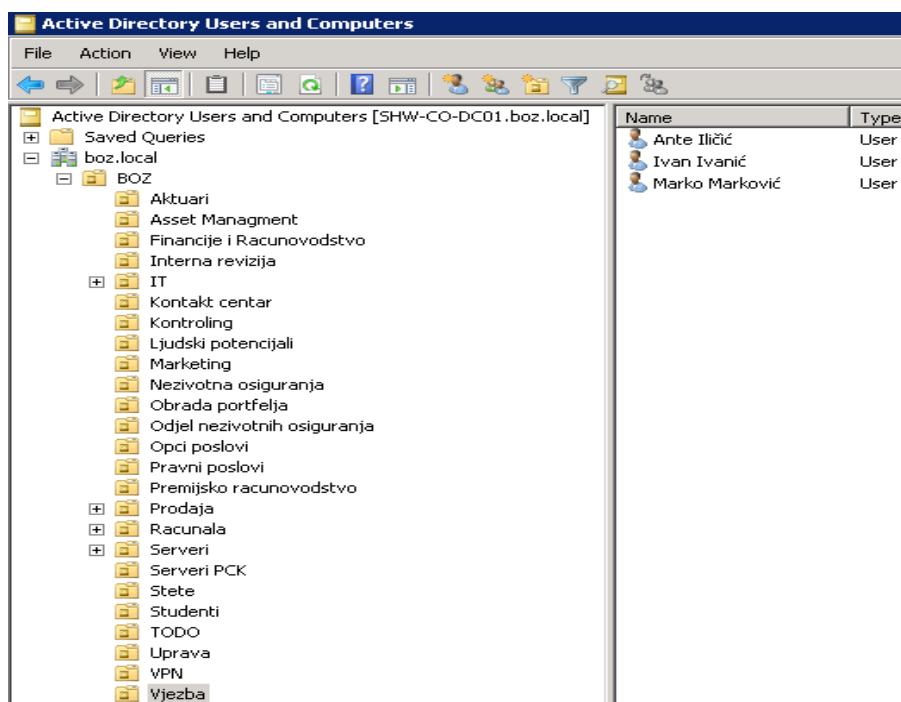 Active Directory Users and Computers
File Action View Help
Active Directory Users and Computers [SHW-CO-DC01.boz.local]
Saved Queries
boz.local
BOZ
Aktuari
Asset Managment
Financije i Racunovodstvo
Interna revizija
IT
Kontakt centar
Kontroling
Ljudski potencijali
Marketing
Nezivotna osiguranja
Obrada portfelja
Odjel nezivotnih osiguranja
Opci poslovi
Pravni poslovi
Premijsko racunovodstvo
Prodaja
Racunala
Serveri
Serveri PCK
Stete
Studenti
TODO
Uprava
VPN
Vjezba
Name Type
Ante Iličić User
Ivan Ivanić User
Marko Marković User